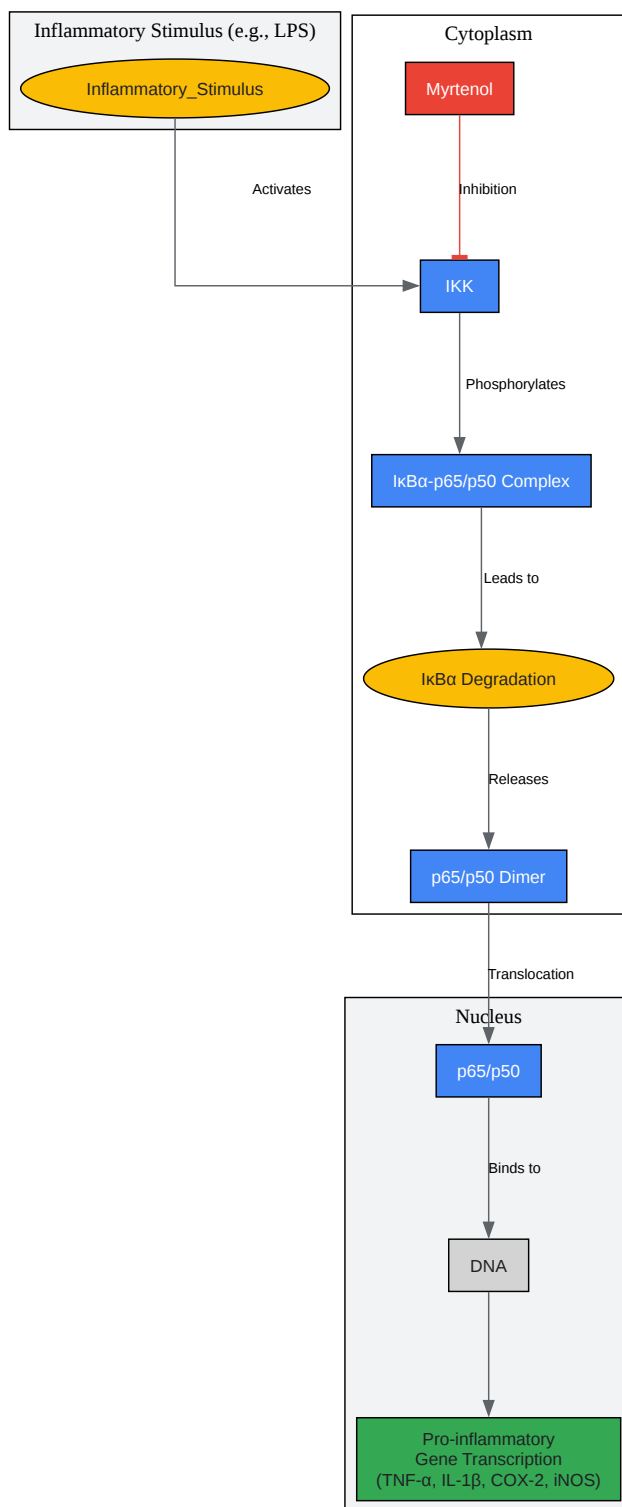 Inflammatory Stimulus (e.g., LPS)
Inflammatory_Stimulus
Activates
Cytoplasm
Myrtenol
Inhibition
IKK
Phosphorylates
IκBα-p65/p50 Complex
Leads to
IκBα Degradation
Releases
p65/p50 Dimer
Translocation
Nucleus
p65/p50
Binds to
DNA
Pro-inflammatory
Gene Transcription
(TNF-α, IL-1β, COX-2, iNOS)